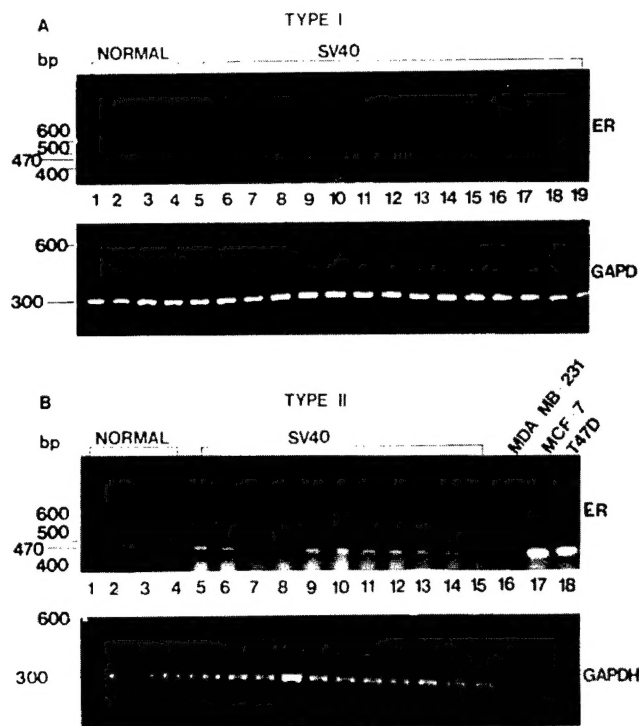 A
TYPE I
bp
NORMAL
SV40
600
500
470
400
ER
1 2 3 4 5 6 7 8 9 10 11 12 13 14 15 16 17 18 19
600
300
GAPD
B
TYPE II
bp
NORMAL
SV40
MDA MB 231
MCF 7
T47D
600
500
470
400
ER
1 2 3 4 5 6 7 8 9 10 11 12 13 14 15 16 17 18
600
300
GAPDH